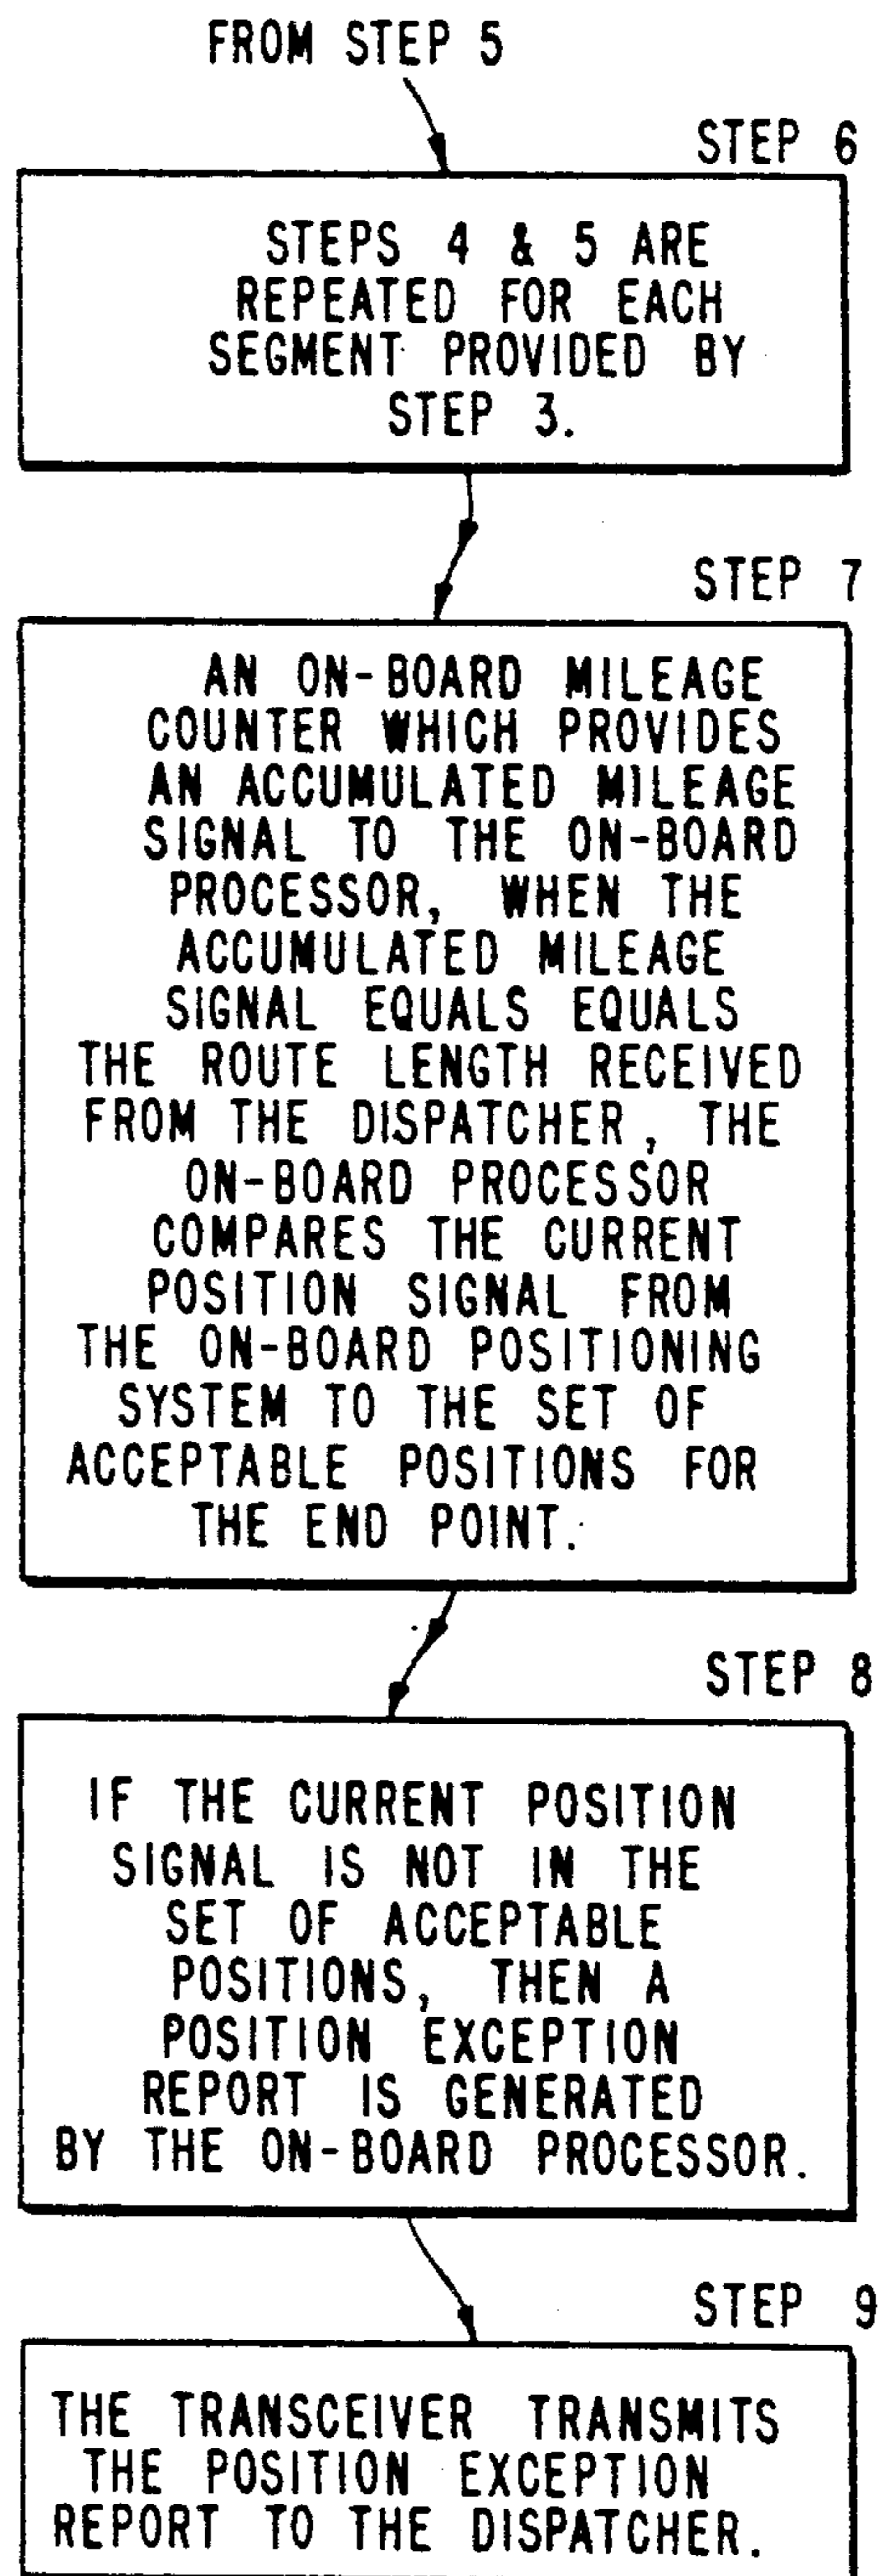 FROM STEP 5
STEP 6
STEPS 4 & 5 ARE
REPEATED FOR EACH
SEGMENT PROVIDED BY
STEP 3.
STEP 7
AN ON-BOARD MILEAGE
COUNTER WHICH PROVIDES
AN ACCUMULATED MILEAGE
SIGNAL TO THE ON-BOARD
PROCESSOR, WHEN THE
ACCUMULATED MILEAGE
SIGNAL EQUALS EQUALS
THE ROUTE LENGTH RECEIVED
FROM THE DISPATCHER, THE
ON-BOARD PROCESSOR
COMPARES THE CURRENT
POSITION SIGNAL FROM
THE ON-BOARD POSITIONING
SYSTEM TO THE SET OF
ACCEPTABLE POSITIONS FOR
THE END POINT.
STEP 8
IF THE CURRENT POSITION
SIGNAL IS NOT IN THE
SET OF ACCEPTABLE
POSITIONS, THEN A
POSITION EXCEPTION
REPORT IS GENERATED
BY THE ON-BOARD PROCESSOR.
STEP 9
THE TRANSCEIVER TRANSMITS
THE POSITION EXCEPTION
REPORT TO THE DISPATCHER.